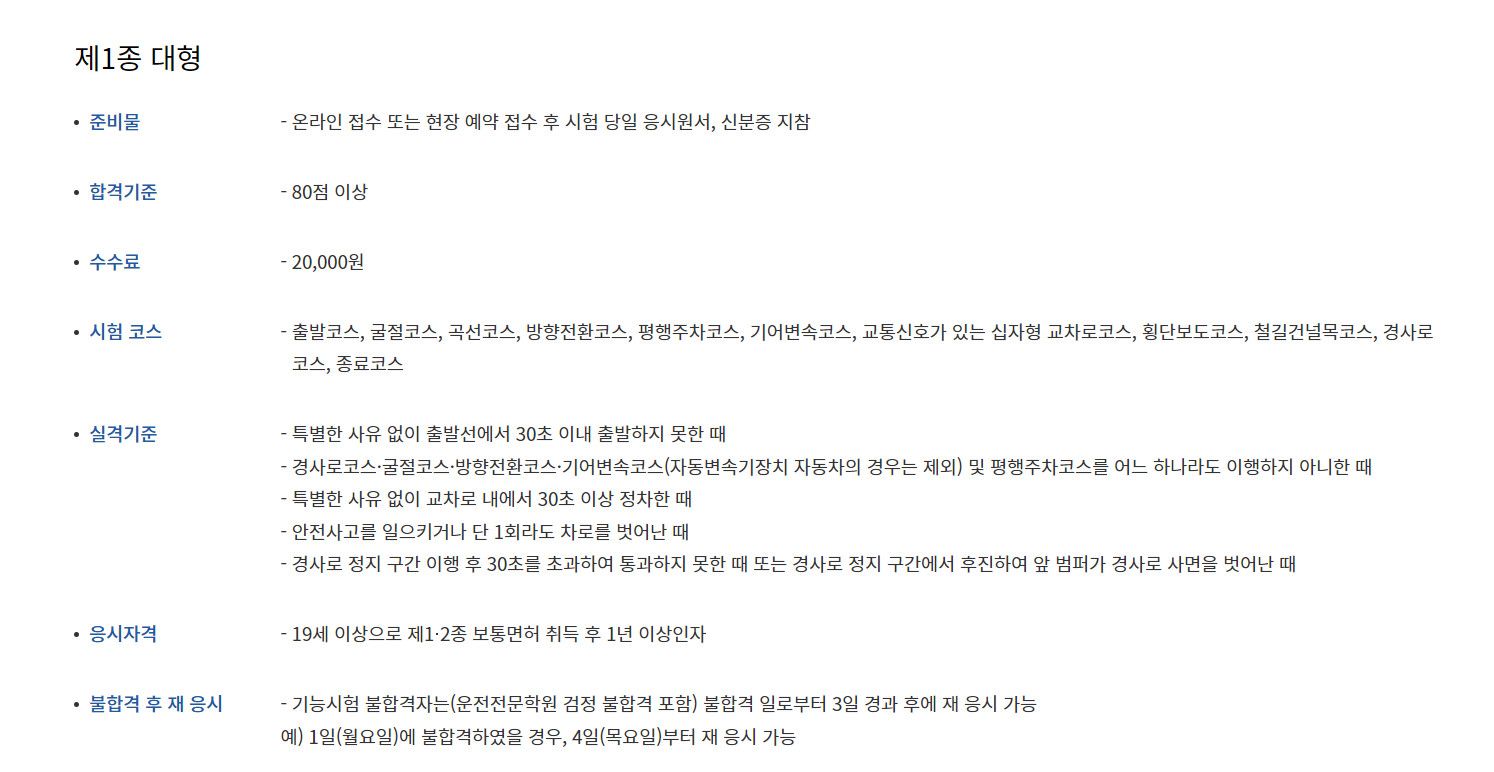 제1종 대형
• 준비물 - 온라인 접수 또는 현장 예약 접수 후 시험 당일 응시원서, 신분증 지참
• 합격기준 - 80점 이상
• 수수료 - 20,000원
• 시험 코스 - 출발코스, 굴절코스, 곡선코스, 방향전환코스, 평행주차코스, 기어변속코스, 교통신호가 있는 십자형 교차로코스, 횡단보도코스, 철길건널목코스, 경사로
코스, 종료코스
• 실격기준 - 특별한 사유 없이 출발선에서 30초 이내 출발하지 못한 때
- 경사로코스·굴절코스·방향전환코스·기어변속코스(자동변속기장치 자동차의 경우는 제외) 및 평행주차코스를 어느 하나라도 이행하지 아니한 때
- 특별한 사유 없이 교차로 내에서 30초 이상 정차한 때
- 안전사고를 일으키거나 단 1회라도 차로를 벗어난 때
- 경사로 정지 구간 이행 후 30초를 초과하여 통과하지 못한 때 또는 경사로 정지 구간에서 후진하여 앞 범퍼가 경사로 사면을 벗어난 때
• 응시자격 - 19세 이상으로 제1·2종 보통면허 취득 후 1년 이상인자
• 불합격 후 재 응시 - 기능시험 불합격자는(운전전문학원 검정 불합격 포함) 불합격 일로부터 3일 경과 후에 재 응시 가능
예) 1일(월요일)에 불합격하였을 경우, 4일(목요일)부터 재 응시 가능